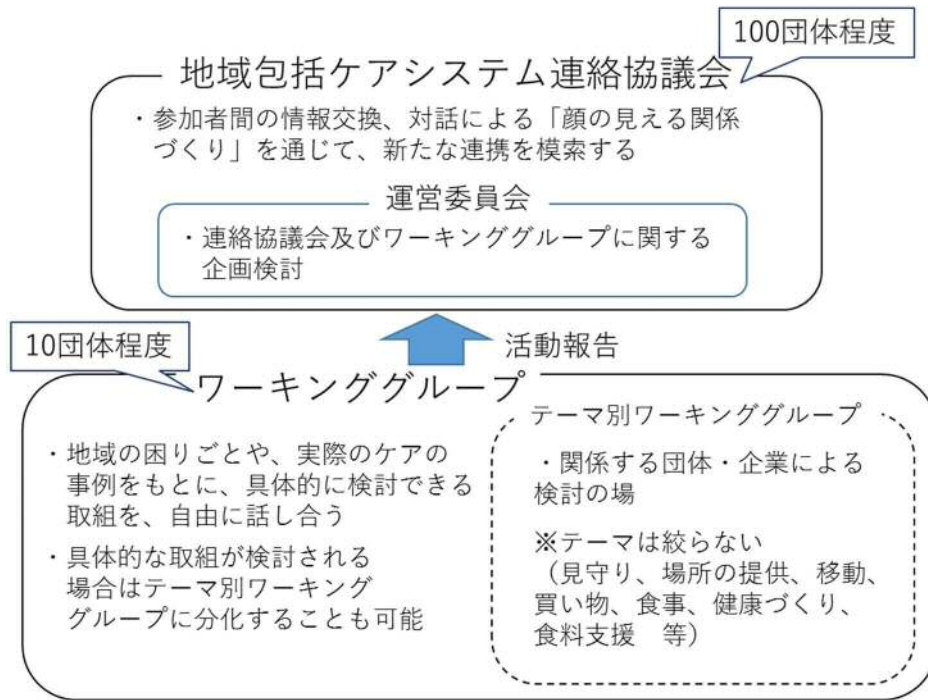 100団体程度
地域包括ケアシステム連絡協議会
・参加者間の情報交換、対話による「顔の見える関係
づくり」を通じて、新たな連携を模索する
運営委員会
・連絡協議会及びワーキンググループに関する
企画検討
10団体程度
活動報告
ワーキンググループ
・地域の困りごとや、実際のケアの
事例をもとに、具体的に検討できる
取組を、自由に話し合う
・具体的な取組が検討される
場合はテーマ別ワーキング
グループに分化することも可能
テーマ別ワーキンググループ
・関係する団体・企業による
検討の場
※テーマは絞らない
（見守り、場所の提供、移動、
買い物、食事、健康づくり、
食料支援　等）